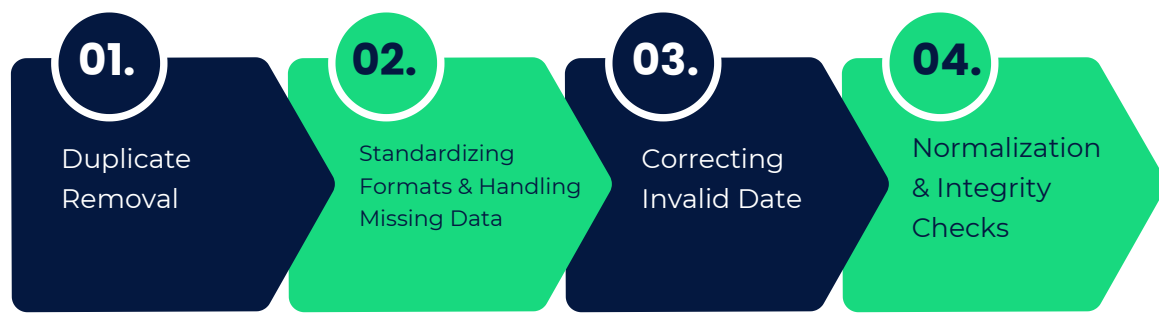 01.
Duplicate
Removal
02.
Standardizing
Formats & Handling
Missing Data
03.
Correcting
Invalid Date
04.
Normalization
& Integrity
Checks